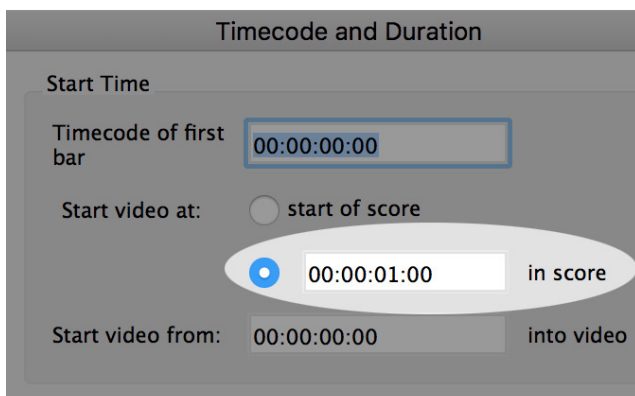 Timecode and Duration
Start Time
Timecode of first
bar
00:00:00:00
Start video at:
start of score
00:00:01:00 in score
Start video from: 00:00:00:00 into video